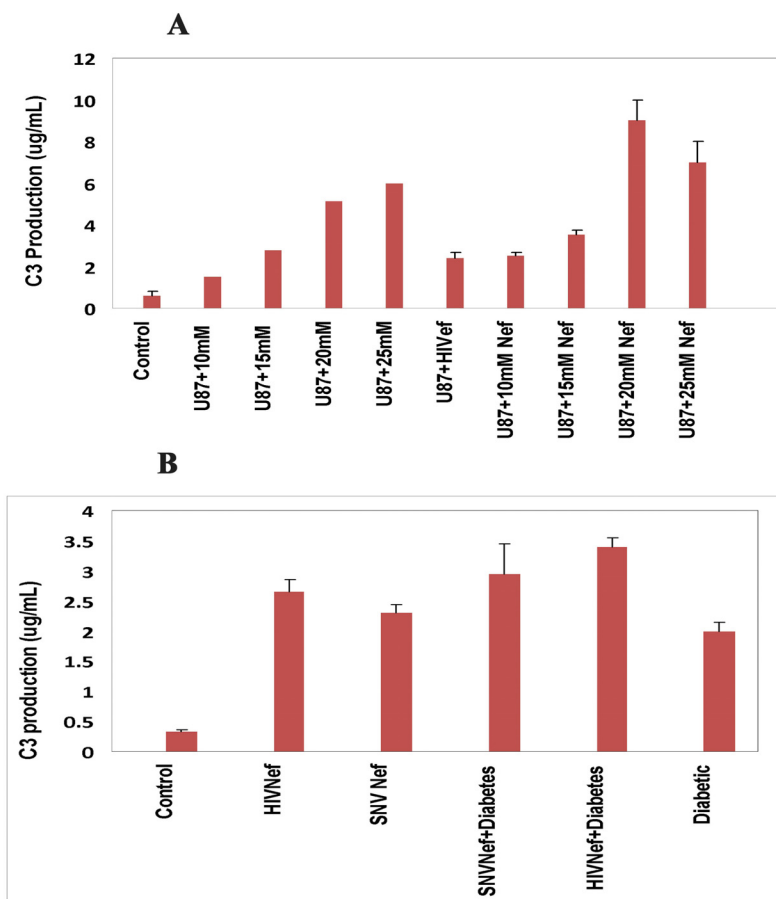 A
C3 Production (ug/mL)
12
10
8
6
4
2
0
Control
U87+10mM
U87+15mM
U87+20mM
U87+25mM
U87+HIVef
U87+10mM Nef
U87+15mM Nef
U87+20mM Nef
U87+25mM Nef
B
C3 production (ug/mL)
4
3.5
3
2.5
2
1.5
1
0.5
0
Control
HIVNef
SNV Nef
SNVNef+Diabetes
HIVNef+Diabetes
Diabetic